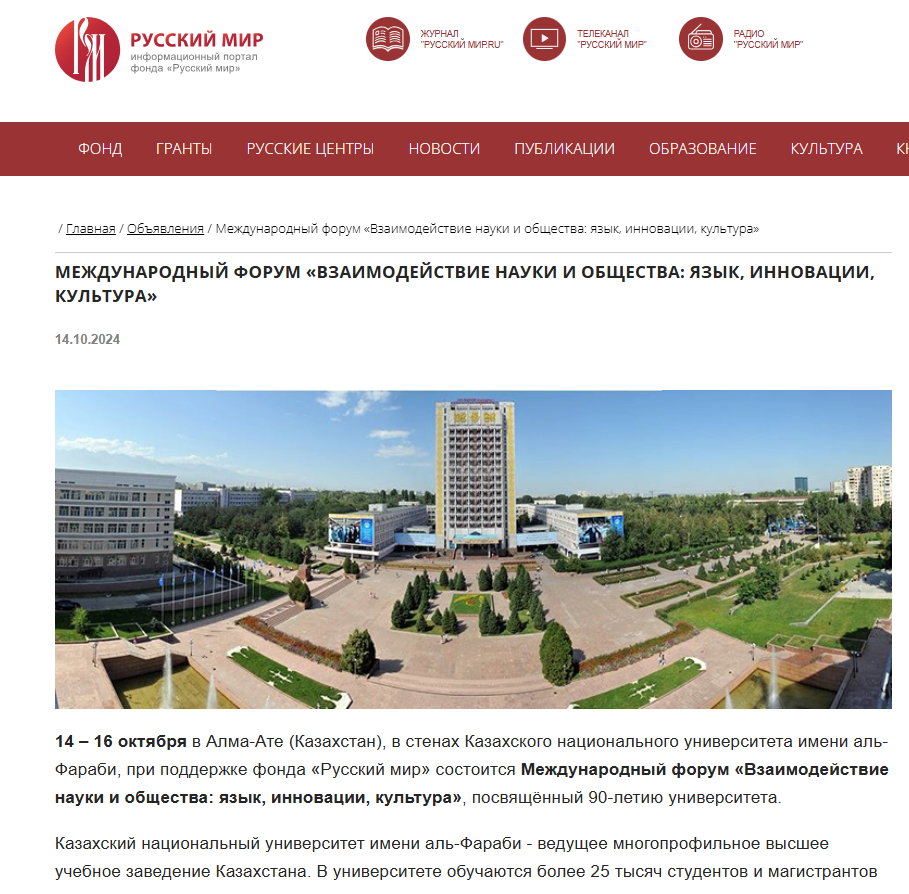 РУССКИЙ МИР
информационный портал
фонда «Русский мир»
ЖУРНАЛ
"РУССКИЙ МИР.RU"
ТЕЛЕКАНАЛ
"РУССКИЙ МИР"
РАДИО
"РУССКИЙ МИР"
ФОНД ГРАНТЫ РУССКИЕ ЦЕНТРЫ НОВОСТИ ПУБЛИКАЦИИ ОБРАЗОВАНИЕ КУЛЬТУРА
/ Главная / Объявления / Международный форум «Взаимодействие науки и общества: язык, инновации, культура»
МЕЖДУНАРОДНЫЙ ФОРУМ «ВЗАИМОДЕЙСТВИЕ НАУКИ И ОБЩЕСТВА: ЯЗЫК, ИННОВАЦИИ,
КУЛЬТУРА»
14.10.2024
14 – 16 октября в Алма-Ате (Казахстан), в стенах Казахского национального университета имени аль-
Фараби, при поддержке фонда «Русский мир» состоится Международный форум «Взаимодействие
науки и общества: язык, инновации, культура», посвящённый 90-летию университета.
Казахский национальный университет имени аль-Фараби - ведущее многопрофильное высшее
учебное заведение Казахстана. В университете обучаются более 25 тысяч студентов и магистрантов